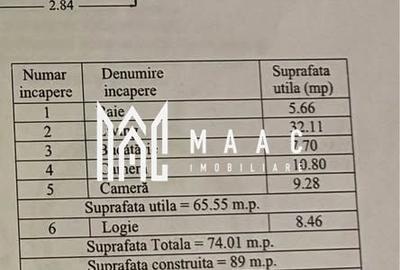 2.84
Numar incapere Denumire incapere Suprafata utila (mp)
1 5.66
2 32.11
3 .70
4 10.80
5 Cameră 9.28
Suprafata utila = 65.55 m.p.
6 Logie 8.46
Suprafata Totala = 74.01 m.p.
Suprafata construita = 89 m.p.
MAAC
IMOBILIARE